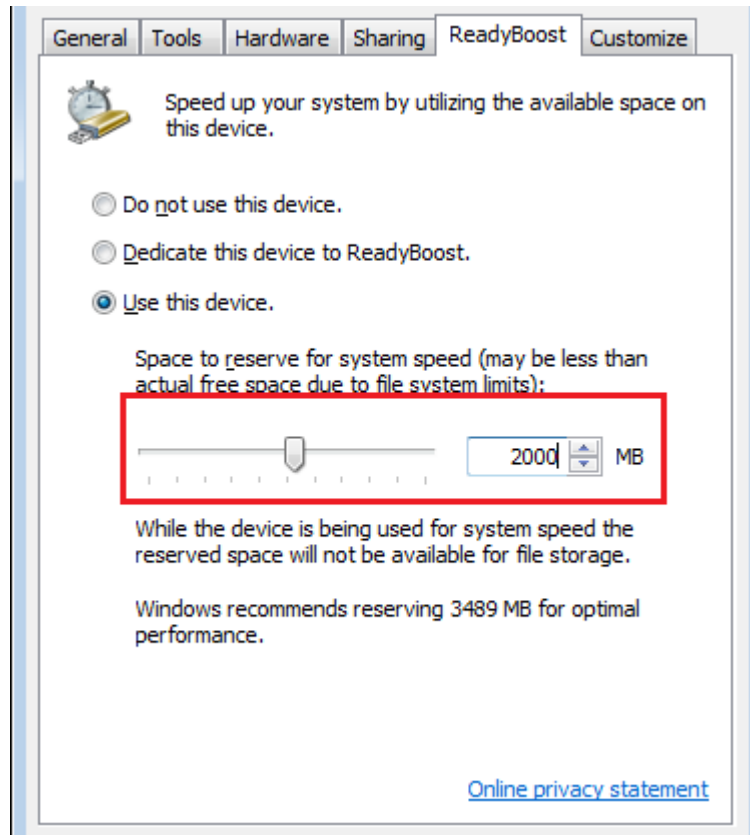 General Tools Hardware Sharing ReadyBoost Customize
Speed up your system by utilizing the available space on
this device.
Do not use this device.
Dedicate this device to ReadyBoost.
Use this device.
Space to reserve for system speed (may be less than
actual free space due to file system limits):
2000 MB
While the device is being used for system speed the
reserved space will not be available for file storage.
Windows recommends reserving 3489 MB for optimal
performance.
Online privacy statement